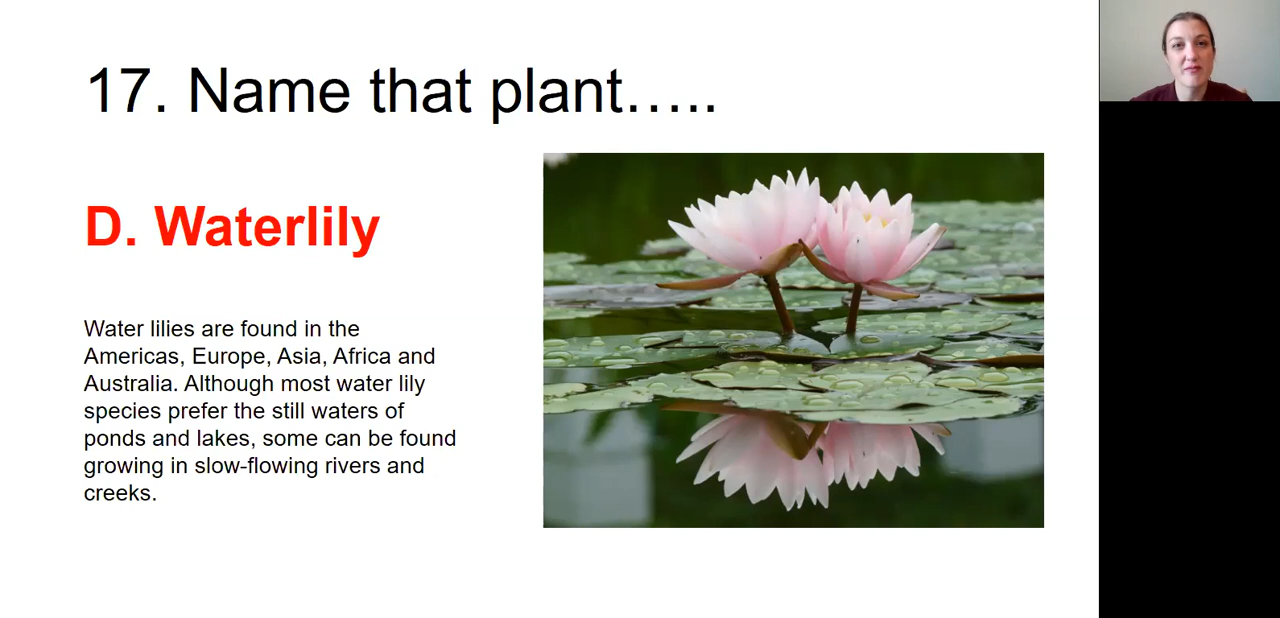 17. Name that plant…..
D. Waterlily
Water lilies are found in the
Americas, Europe, Asia, Africa and
Australia. Although most water lily
species prefer the still waters of
ponds and lakes, some can be found
growing in slow-flowing rivers and
creeks.